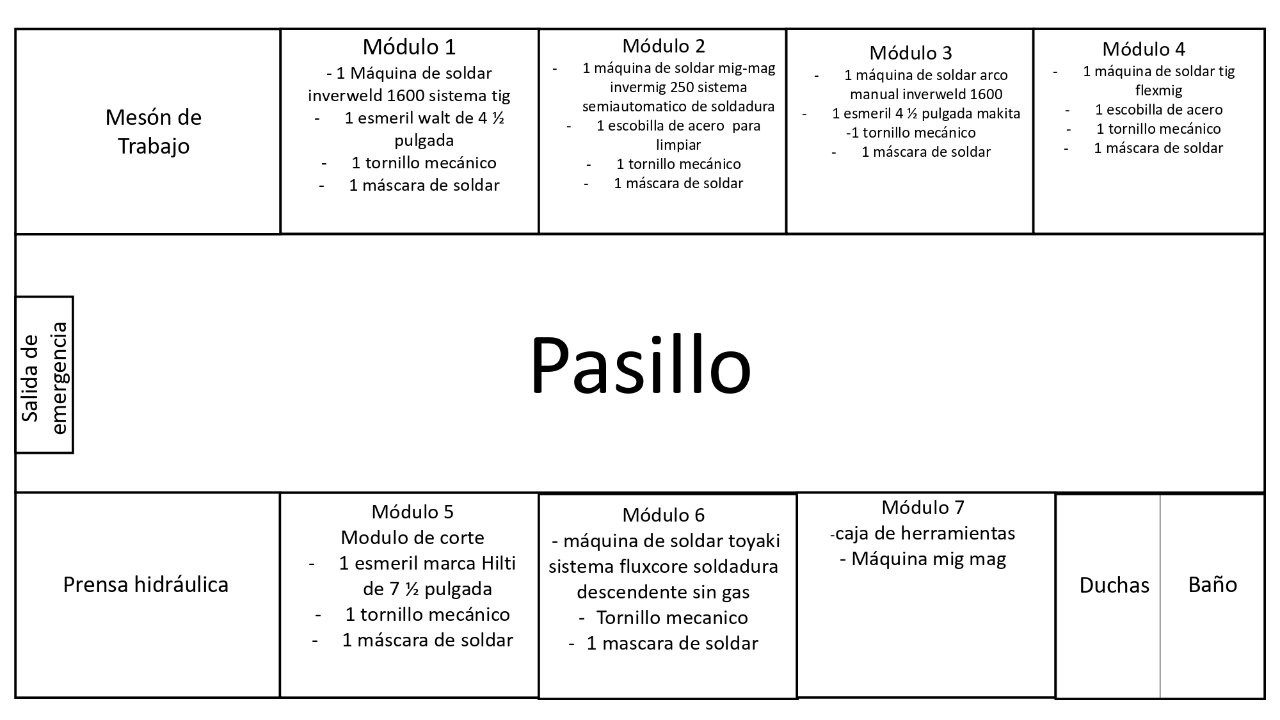 Mesón de
Trabajo
Módulo 1
- 1 Máquina de soldar
inverweld 1600 sistema tig
- 1 esmeril walt de 4 ½
pulgada
- 1 tornillo mecánico
- 1 máscara de soldar
Módulo 2
- 1 máquina de soldar mig-mag
invermig 250 sistema
semiautomatico de soldadura
- 1 escobilla de acero para
limpiar
- 1 tornillo mecánico
- 1 máscara de soldar
Módulo 3
- 1 máquina de soldar arco
manual inverweld 1600
- 1 esmeril 4 ½ pulgada makita
-1 tornillo mecánico
- 1 máscara de soldar
Módulo 4
- 1 máquina de soldar tig
flexmig
- 1 escobilla de acero
- 1 tornillo mecánico
- 1 máscara de soldar
Salida de
emergencia
Pasillo
Prensa hidráulica
Módulo 5
Modulo de corte
- 1 esmeril marca Hilti
de 7 ½ pulgada
- 1 tornillo mecánico
- 1 máscara de soldar
Módulo 6
- máquina de soldar toyaki
sistema fluxcore soldadura
descendente sin gas
- Tornillo mecanico
- 1 mascara de soldar
Módulo 7
-caja de herramientas
- Máquina mig mag
Duchas
Baño